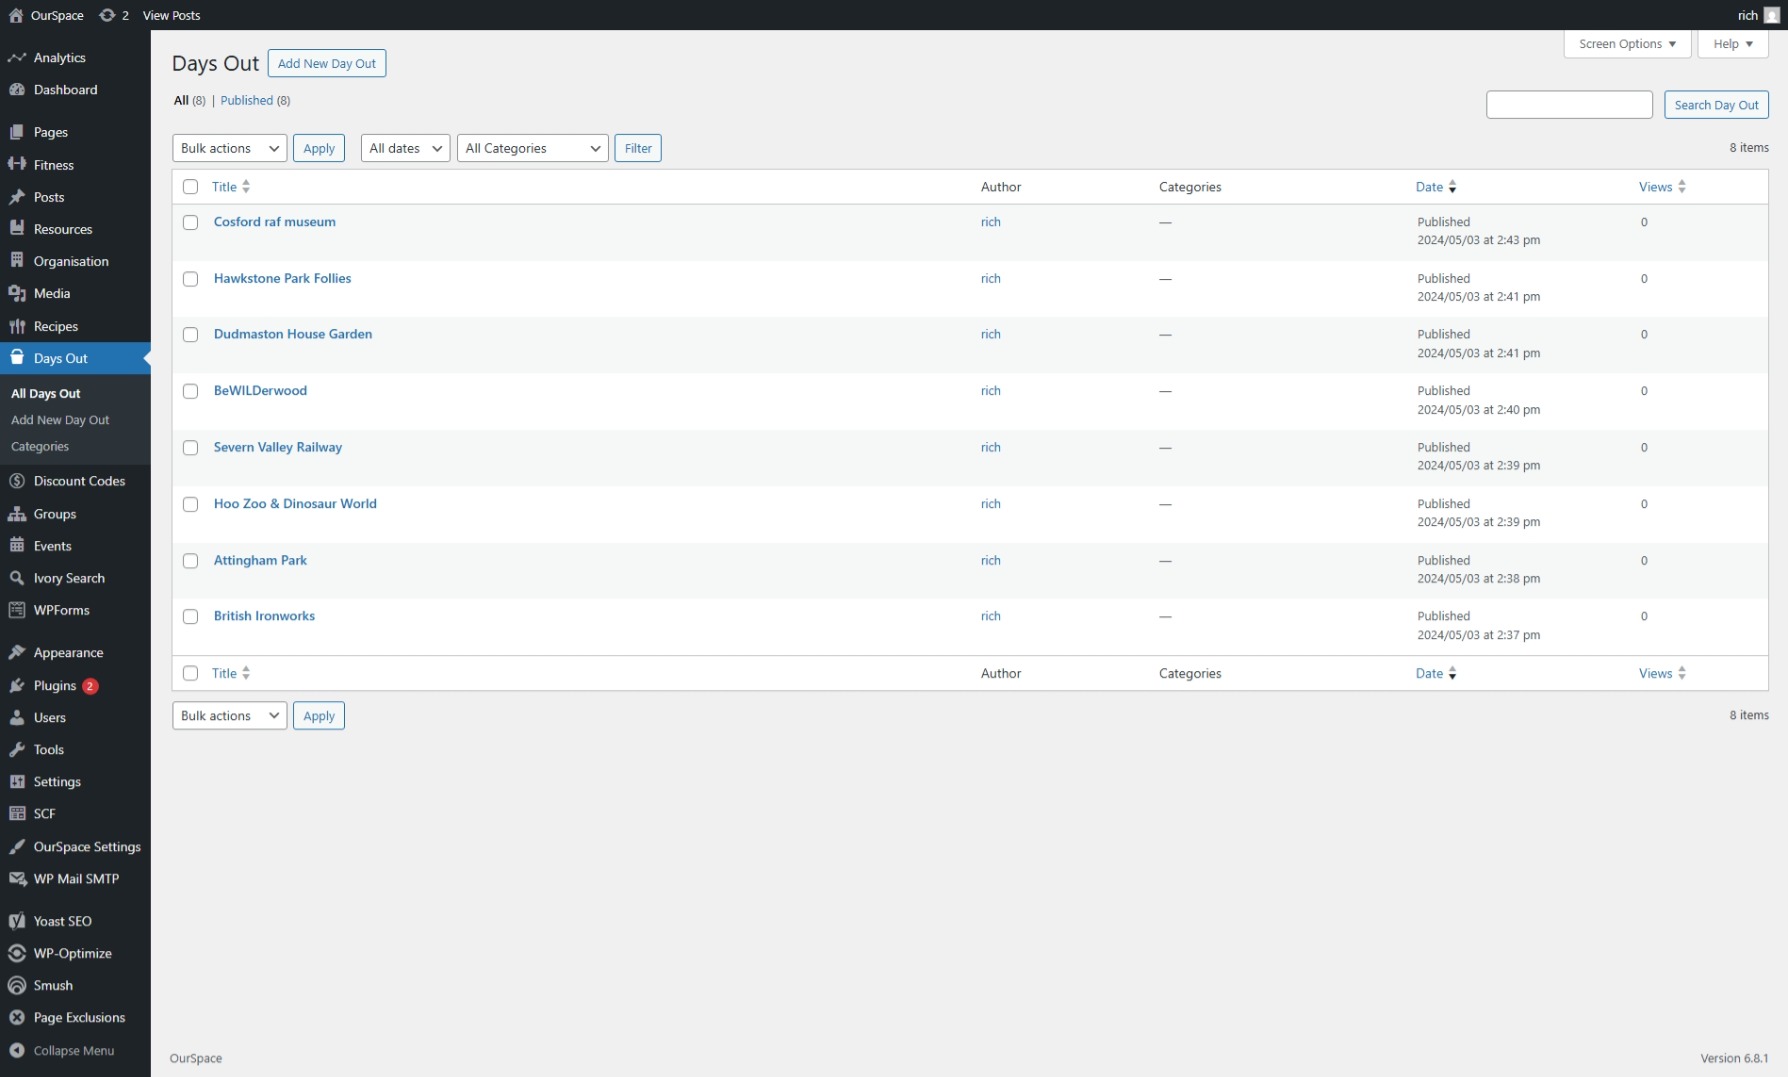 OurSpace 2 View Posts rich
Screen Options ▼ Help ▼
Analytics
Dashboard
Pages
Fitness
Posts
Resources
Organisation
Media
Recipes
Days Out
All Days Out
Add New Day Out
Categories
Discount Codes
Groups
Events
Ivory Search
WPForms
Appearance
Plugins 2
Users
Tools
Settings
SCF
OurSpace Settings
WP Mail SMTP
Yoast SEO
WP-Optimize
Smush
Page Exclusions
Collapse Menu
Days Out Add New Day Out
All (8) | Published (8)
Search Day Out
Bulk actions Apply All dates All Categories Filter 8 items
Title Author Categories Date Views
Cosford raf museum rich — Published 0
2024/05/03 at 2:43 pm
Hawkstone Park Follies rich — Published 0
2024/05/03 at 2:41 pm
Dudmaston House Garden rich — Published 0
2024/05/03 at 2:41 pm
BeWILDerwood rich — Published 0
2024/05/03 at 2:40 pm
Severn Valley Railway rich — Published 0
2024/05/03 at 2:39 pm
Hoo Zoo & Dinosaur World rich — Published 0
2024/05/03 at 2:39 pm
Attingham Park rich — Published 0
2024/05/03 at 2:38 pm
British Ironworks rich — Published 0
2024/05/03 at 2:37 pm
Title Author Categories Date Views
Bulk actions Apply 8 items
OurSpace Version 6.8.1